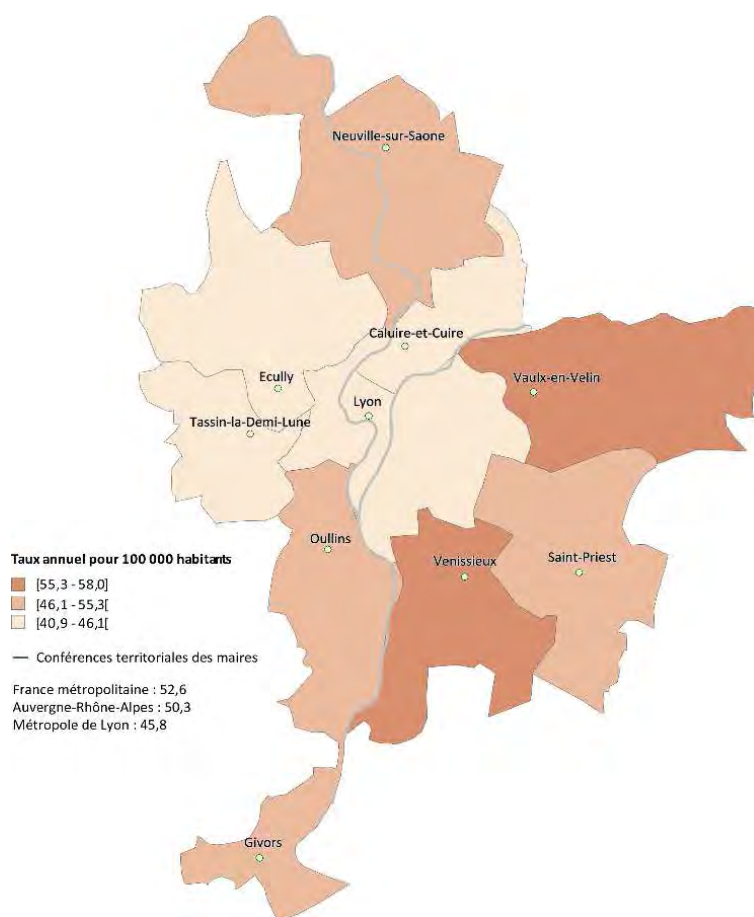 Neuville-sur-Saone
Caluire-et-Cuire
Ecully
Vaulx-en-Velin
Lyon
Tassin-la-Demi-Lune
Oullins
Venissieux
Saint-Priest
Taux annuel pour 100 000 habitants
[55,3 - 58,0]
[46,1 - 55,3[
[40,9 - 46,1[
Conférences territoriales des maires
France métropolitaine : 52,6
Auvergne-Rhône-Alpes : 50,3
Métropole de Lyon : 45,8
Givors